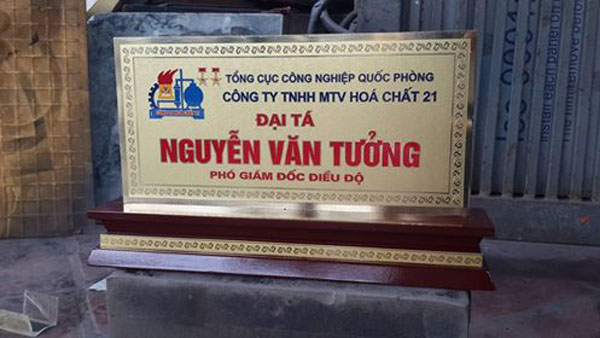 TỔNG CỤC CÔNG NGHIỆP QUỐC PHÒNG
CÔNG TY TNHH MTV HOÁ CHẤT 21
ĐẠI TÁ
NGUYỄN VĂN TƯỞNG
PHÓ GIÁM ĐỐC ĐIỀU ĐỘ